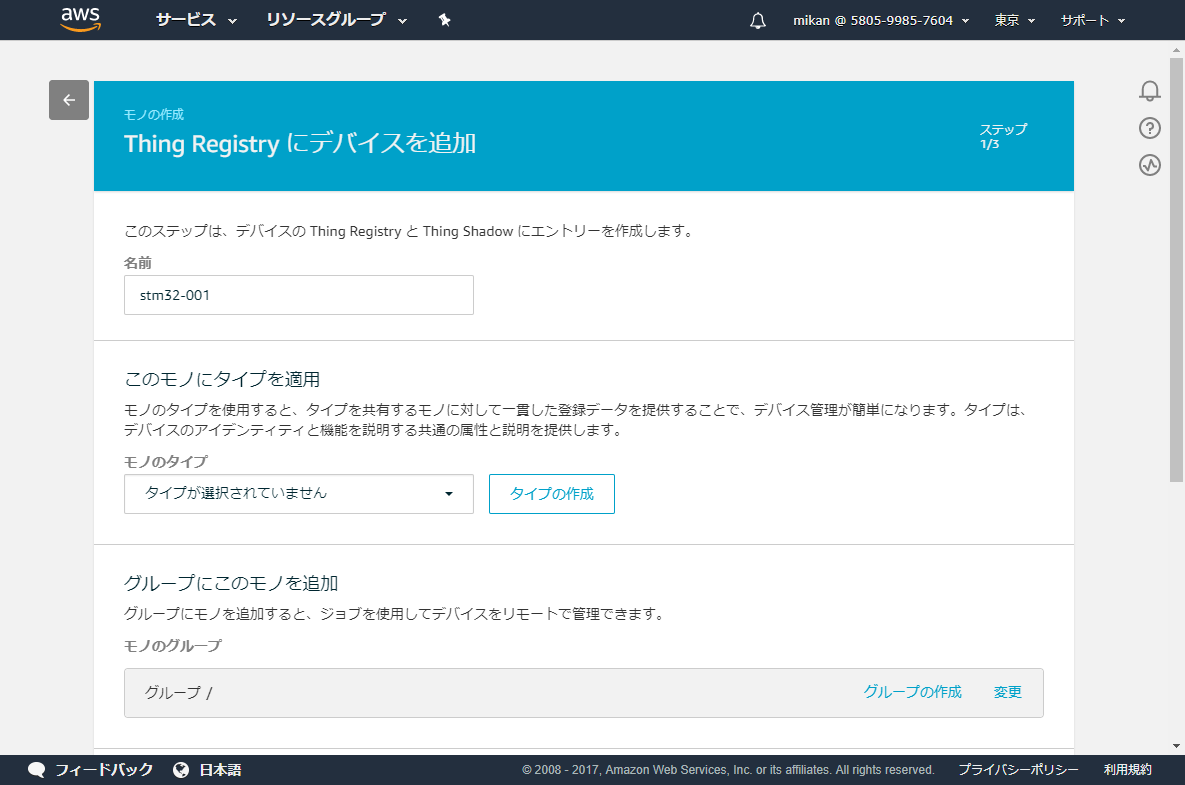 aws サービス リソースグループ mikan @ 5805-9985-7604 東京 サポート
モノの作成
Thing Registry にデバイスを追加
ステップ
1/3
このステップは、デバイスの Thing Registry と Thing Shadow にエントリーを作成します。
名前
stm32-001
このモノにタイプを適用
モノのタイプを使用すると、タイプを共有するモノに対して一貫した登録データを提供することで、デバイス管理が簡単になります。タイプは、
デバイスのアイデンティティと機能を説明する共通の属性と説明を提供します。
モノのタイプ
タイプが選択されていません タイプの作成
グループにこのモノを追加
グループにモノを追加すると、ジョブを使用してデバイスをリモートで管理できます。
モノのグループ
グループ / グループの作成 変更
フィードバック 日本語 © 2008 - 2017, Amazon Web Services, Inc. or its affiliates. All rights reserved. プライバシーポリシー 利用規約